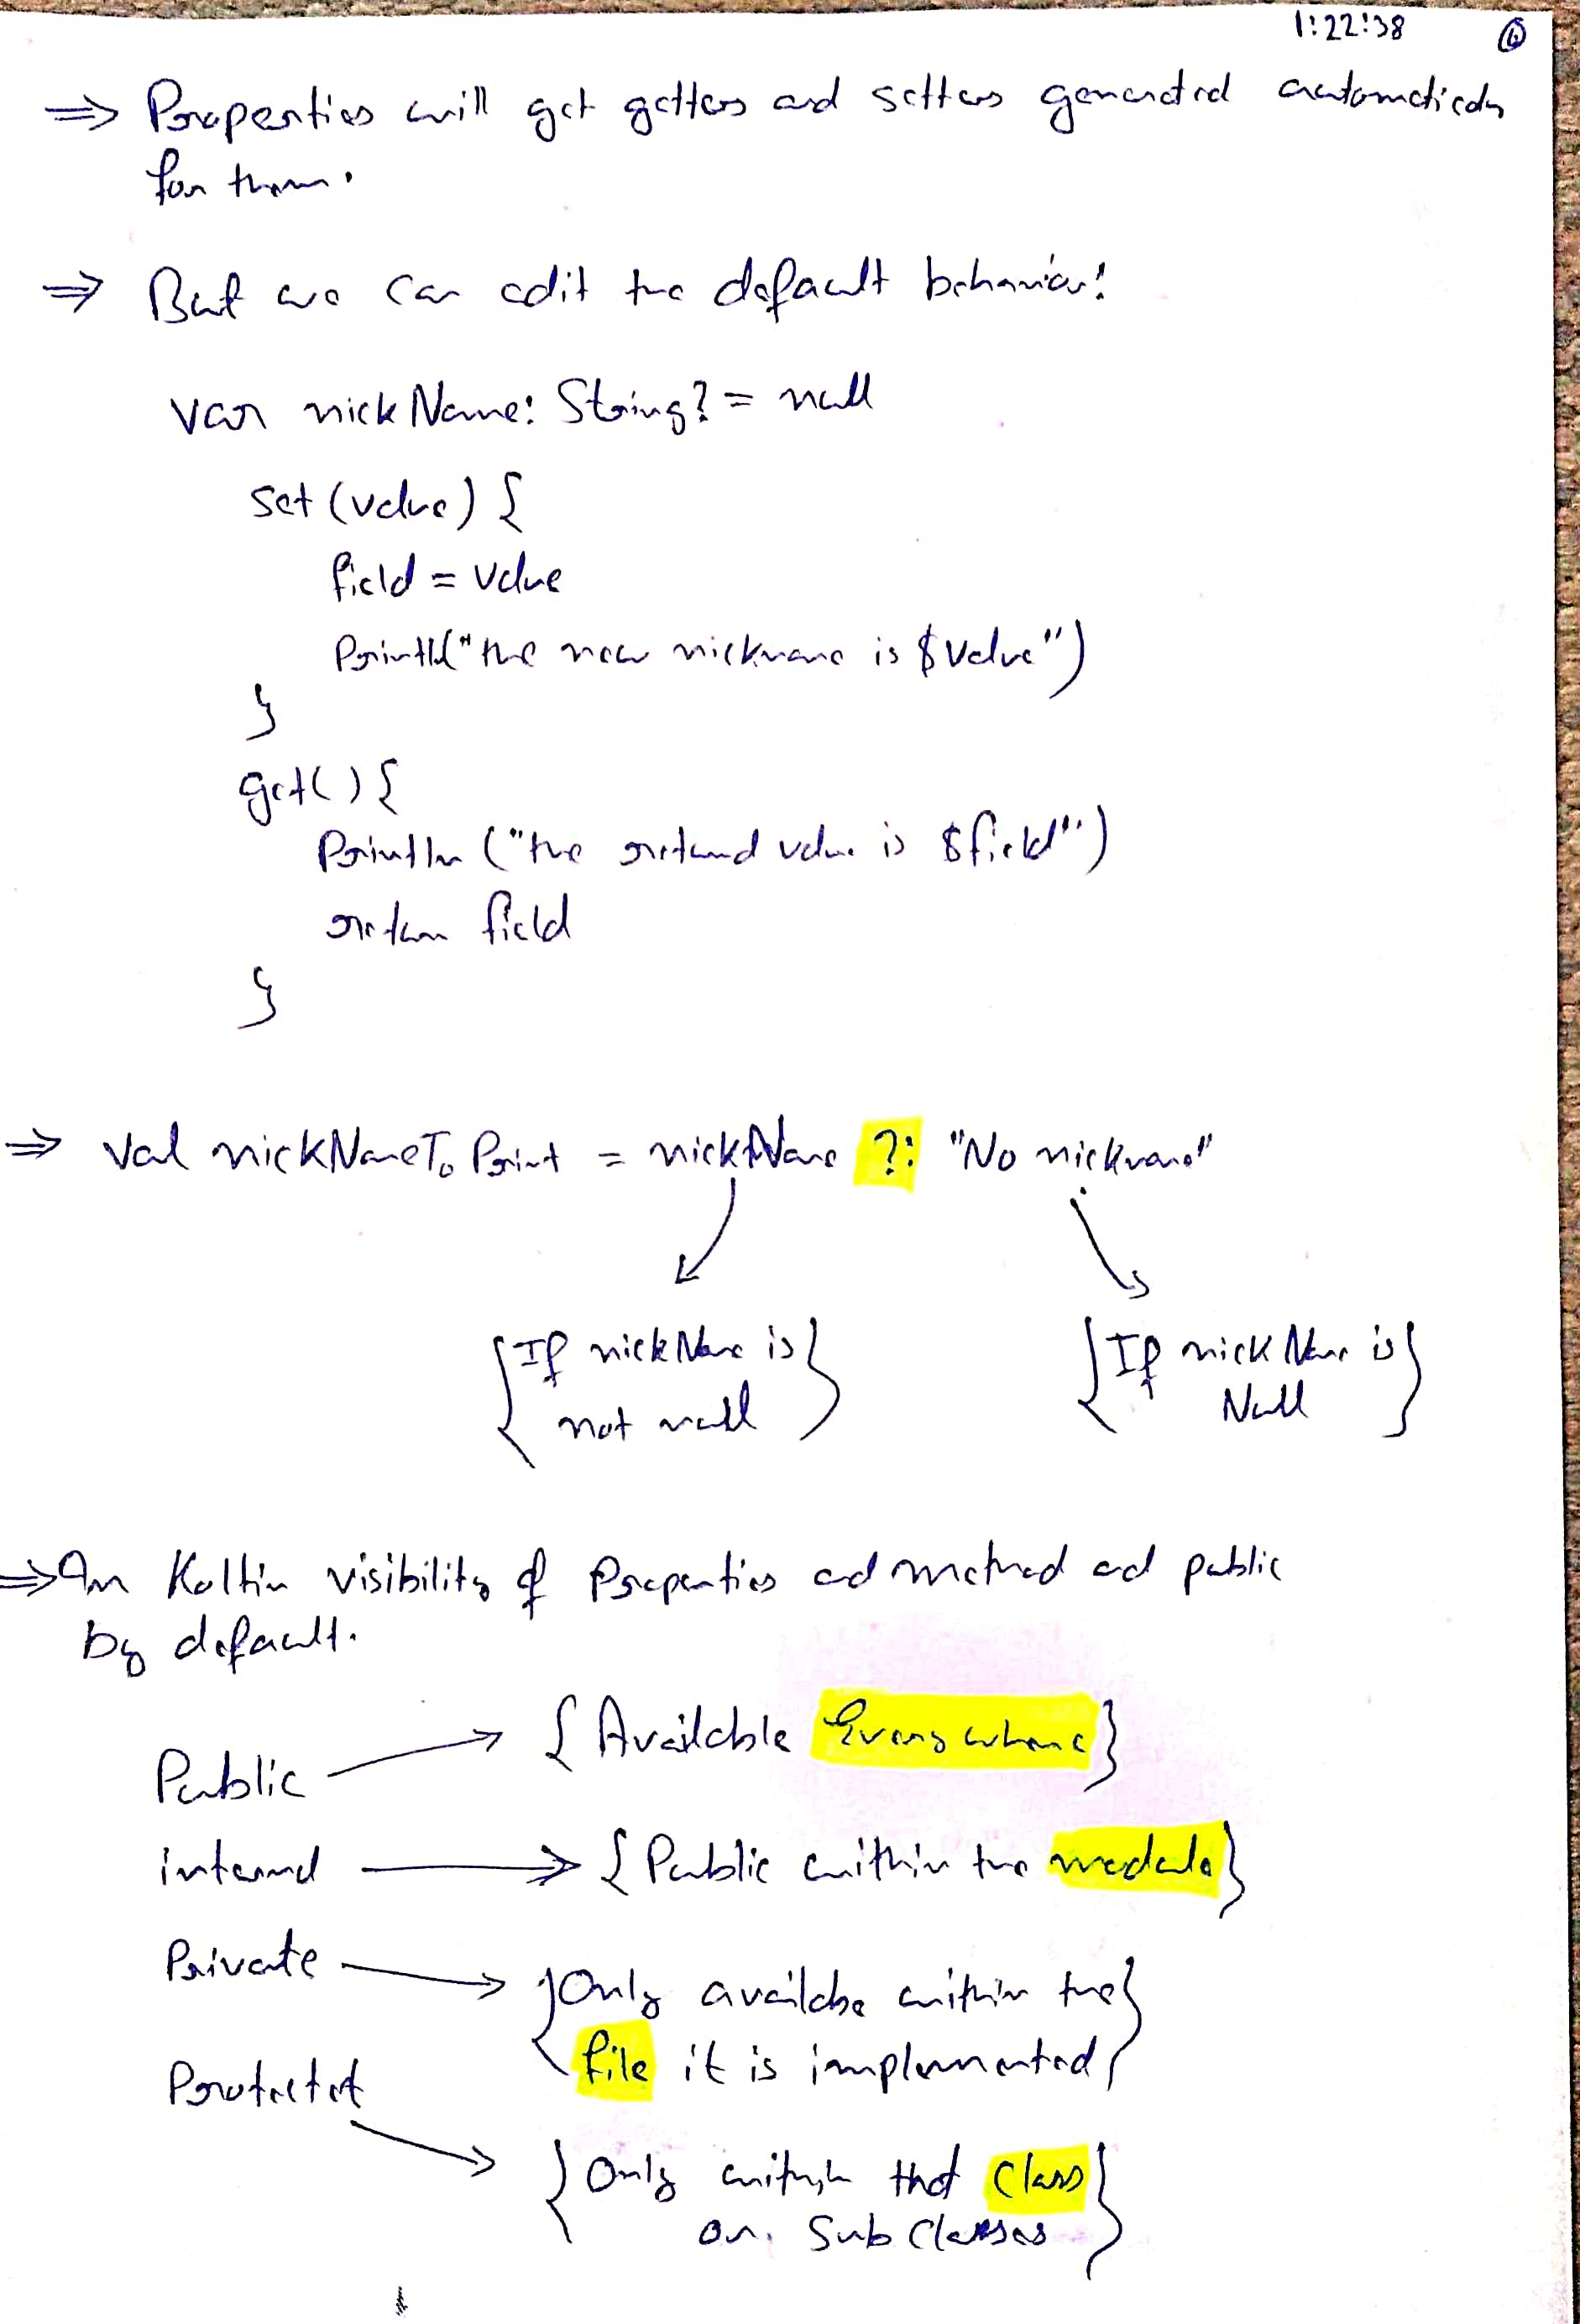 1:22:38 6
⇒ Properties will get getters and setters generated automatically
for them.
⇒ But we can edit the default behavior!
var nickName: String? = null
set (value) {
field = value
Println("the new nickname is $value")
}
get() {
Println ("the returned value is $field")
return field
}
⇒ val nickNameToPrint = nickName ?: "No nickname"
{If nickName is not null} {If nickName is Null}
⇒ In Koltin visibility of Properties and method and public
by default.
Public → {Available Everywhere}
internal → {Public within the module}
Private → {Only availabe within the
file it is implemented}
Protectet
→ {Only within that Class
or. Sub Classes}